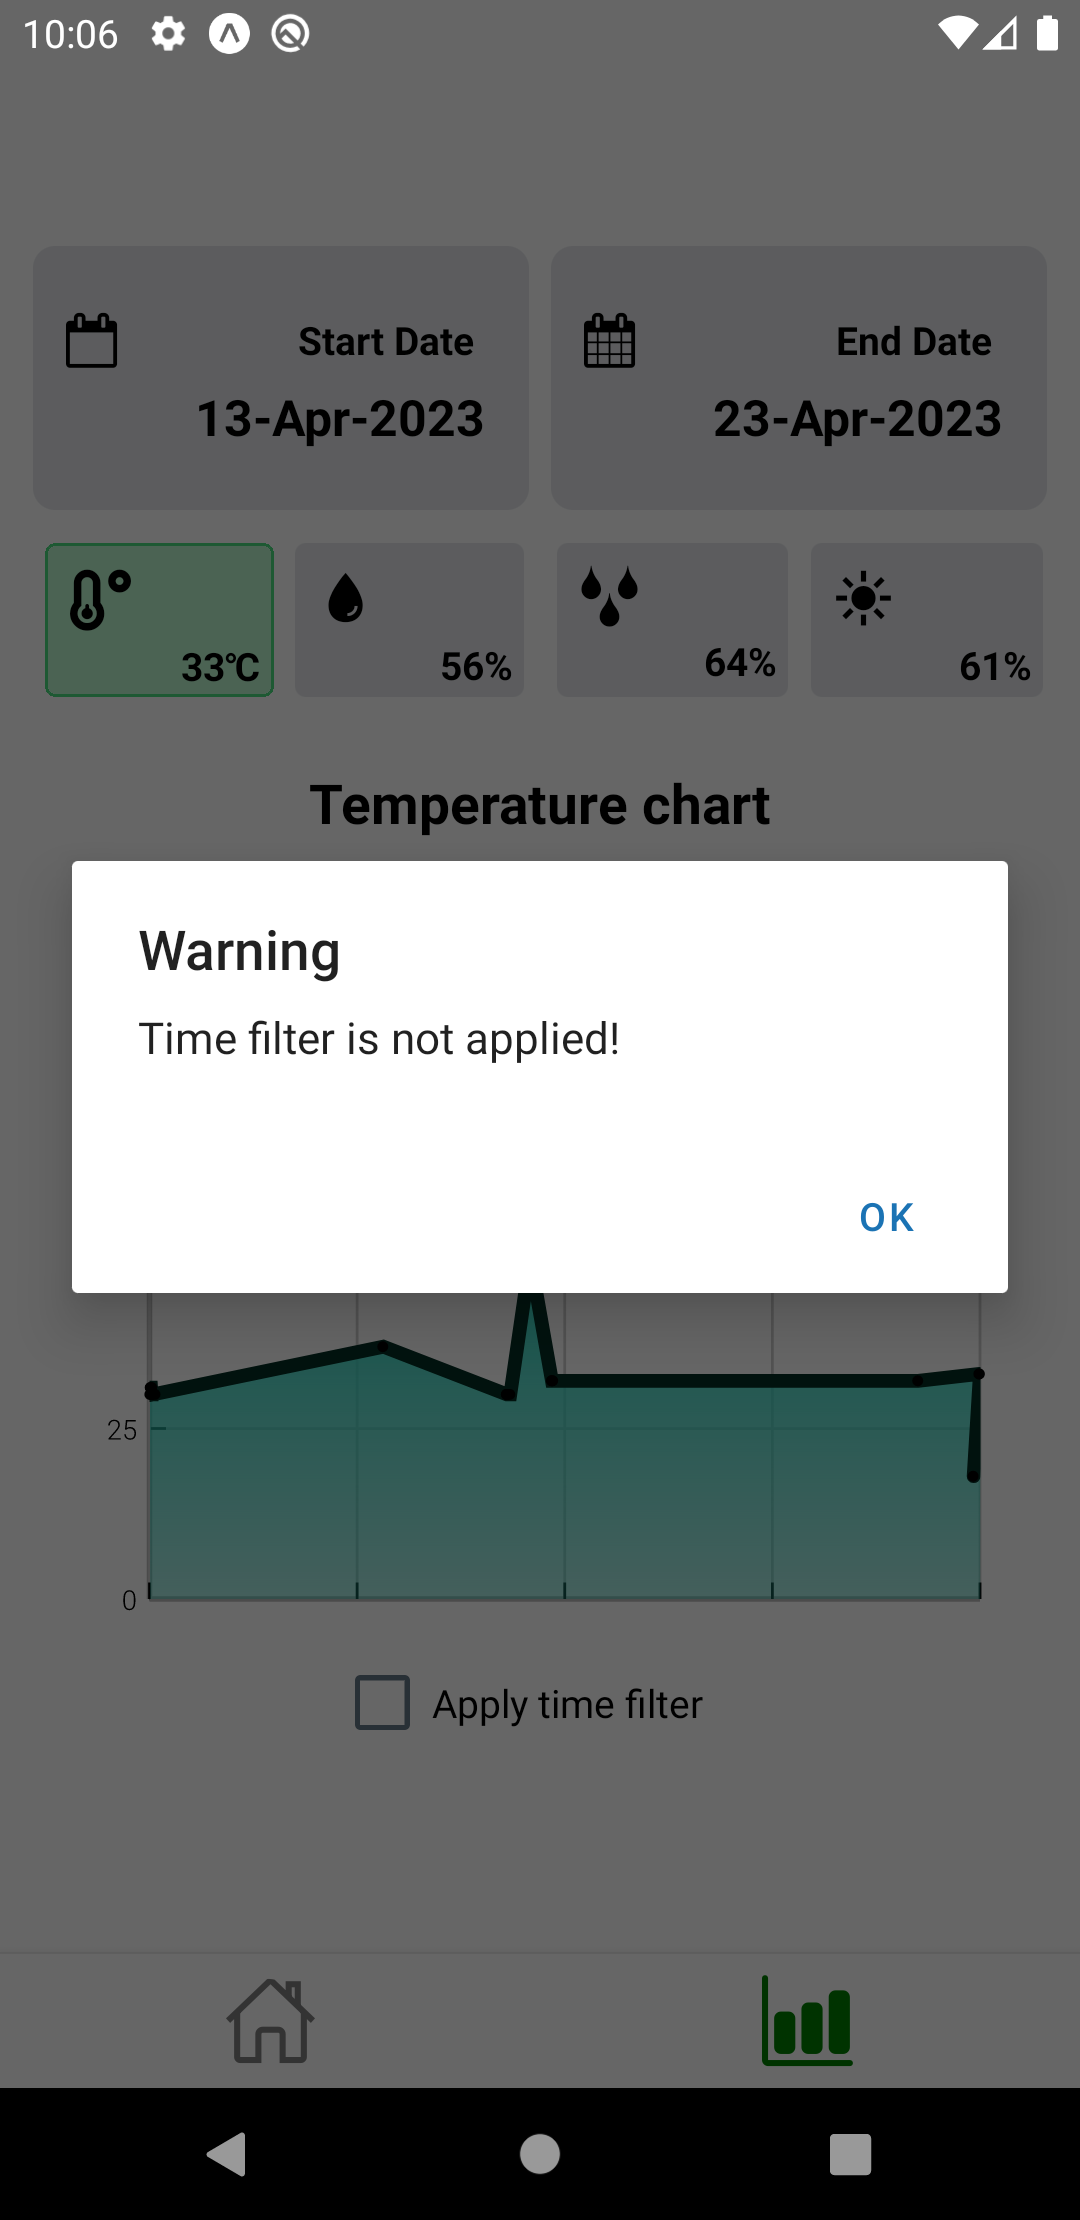 10:06
Start Date
13-Apr-2023
End Date
23-Apr-2023
33°C
56%
64%
61%
Temperature chart
Warning
Time filter is not applied!
OK
25
0
Apply time filter